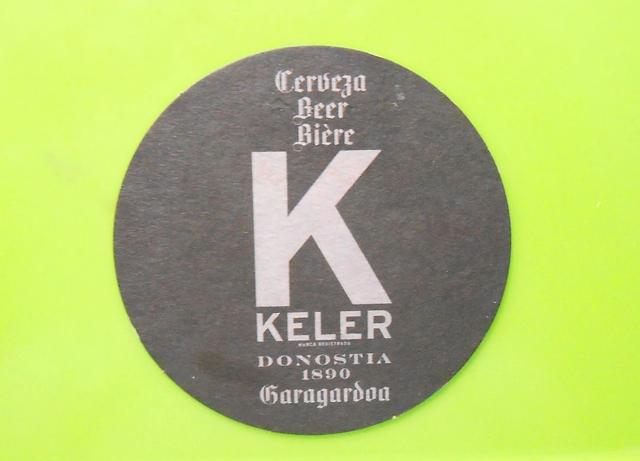 Cerveza
Beer
Bière
K
KELER
MARCA REGISTRADA
DONOSTIA
1890
Garagardoa